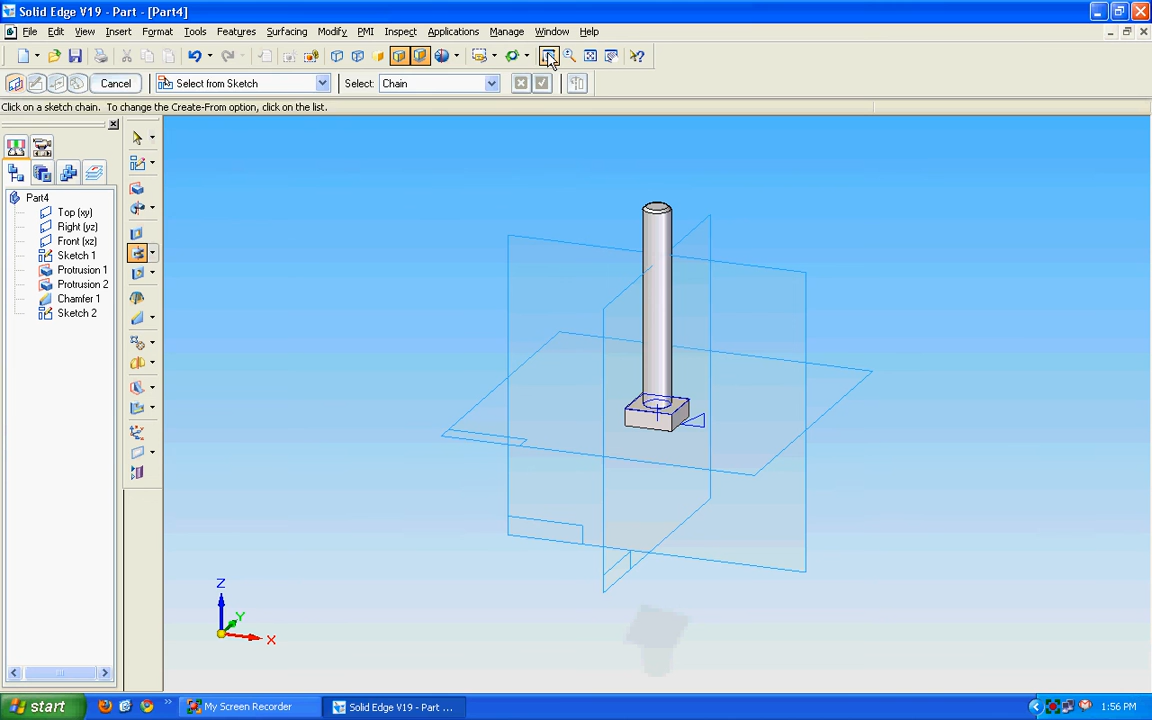 Solid Edge V19 - Part - [Part4]
File Edit View Insert Format Tools Features Surfacing Modify PMI Inspect Applications Manage Window Help
Cancel Select from Sketch Select: Chain
Click on a sketch chain. To change the Create-From option, click on the list.
Part4
Top (xy)
Right (yz)
Front (xz)
Sketch 1
Protrusion 1
Protrusion 2
Chamfer 1
Sketch 2
Z
Y
X
start My Screen Recorder Solid Edge V19 - Part ... 1:56 PM